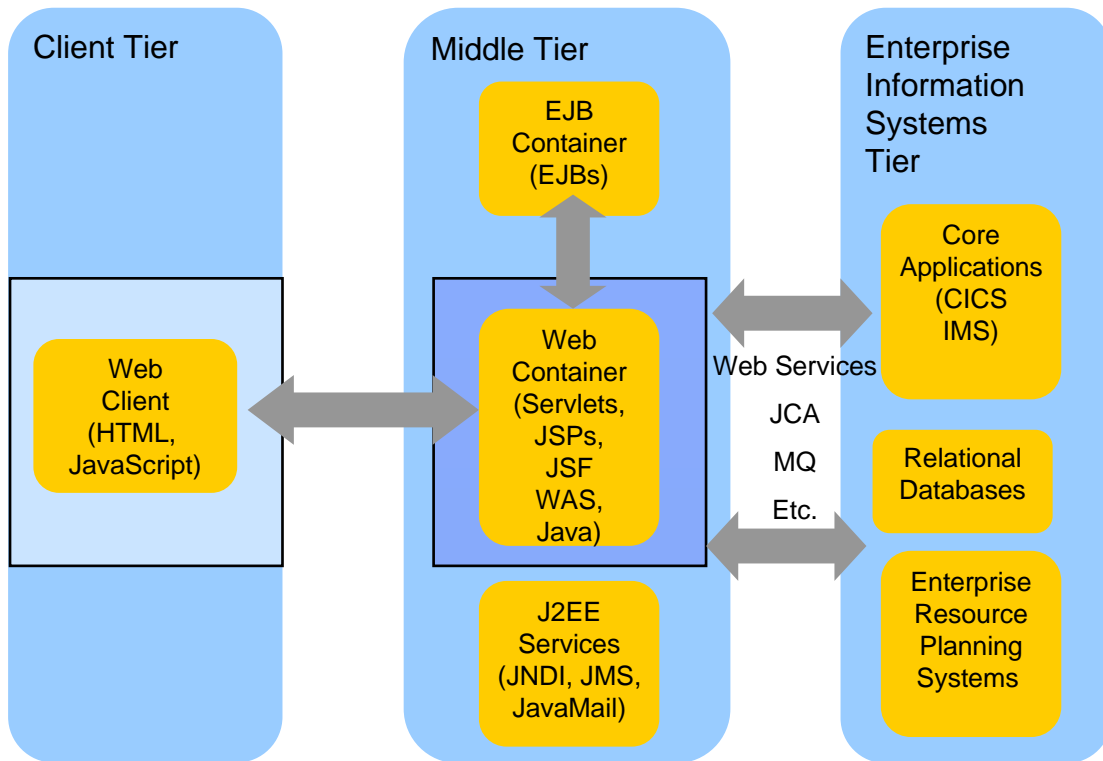 Client Tier
Web
Client
(HTML,
JavaScript)
Middle Tier
EJB
Container
(EJBs)
Web
Container
(Servlets,
JSPs,
JSF
WAS,
Java)
J2EE
Services
(JNDI, JMS,
JavaMail)
Web Services
JCA
MQ
Etc.
Enterprise
Information
Systems
Tier
Core
Applications
(CICS
IMS)
Relational
Databases
Enterprise
Resource
Planning
Systems